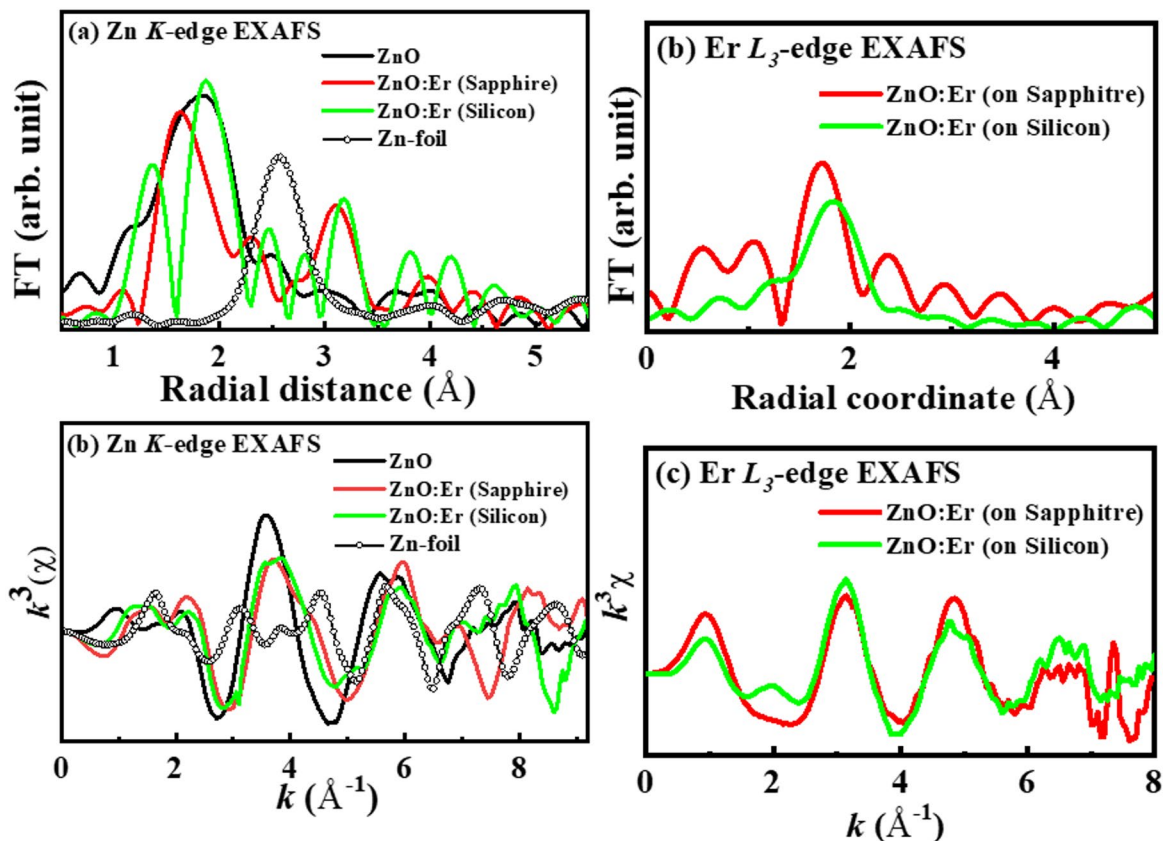 (a) Zn K-edge EXAFS
ZnO
ZnO:Er (Sapphire)
ZnO:Er (Silicon)
Zn-foil
FT (arb. unit)
1 2 3 4 5
Radial distance (Å)
(b) Er L3-edge EXAFS
ZnO:Er (on Sapphitre)
ZnO:Er (on Silicon)
FT (arb. unit)
0 2 4
Radial coordinate (Å)
(b) Zn K-edge EXAFS
ZnO
ZnO:Er (Sapphire)
ZnO:Er (Silicon)
Zn-foil
k³(χ)
0 2 4 6 8
k (Å⁻¹)
(c) Er L3-edge EXAFS
ZnO:Er (on Sapphitre)
ZnO:Er (on Silicon)
k³χ
0 2 4 6 8
k (Å⁻¹)